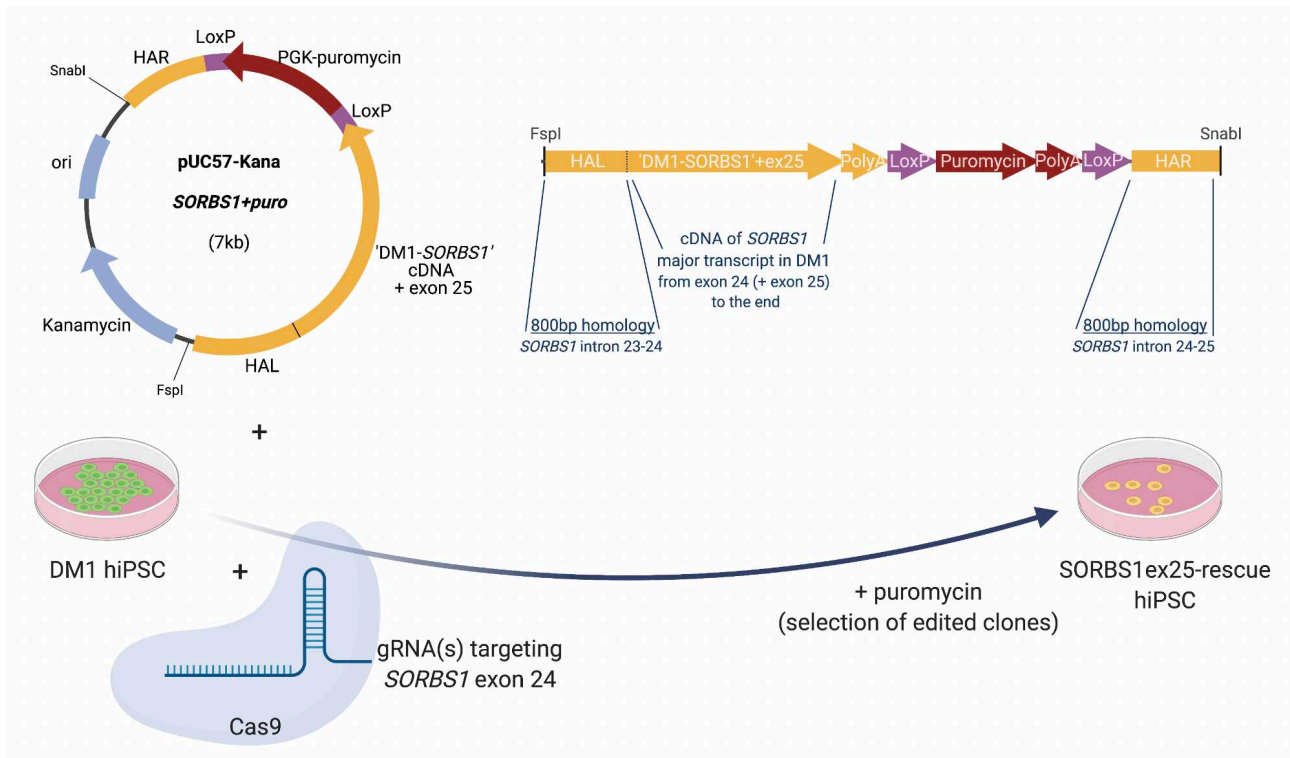 LoxP
HAR
PGK-puromycin
SnabI
LoxP
ori
pUC57-Kana
SORBS1+puro
(7kb)
'DM1-SORBS1'
cDNA
+ exon 25
Kanamycin
HAL
FspI
FspI
SnabI
HAL
'DM1-SORBS1'+ex25
PolyA
LoxP
Puromycin
PolyA
LoxP
HAR
cDNA of SORBS1
major transcript in DM1
from exon 24 (+ exon 25)
to the end
800bp homology
SORBS1 intron 23-24
800bp homology
SORBS1 intron 24-25
+
DM1 hiPSC
+
gRNA(s) targeting
SORBS1 exon 24
Cas9
+ puromycin
(selection of edited clones)
SORBS1ex25-rescue
hiPSC